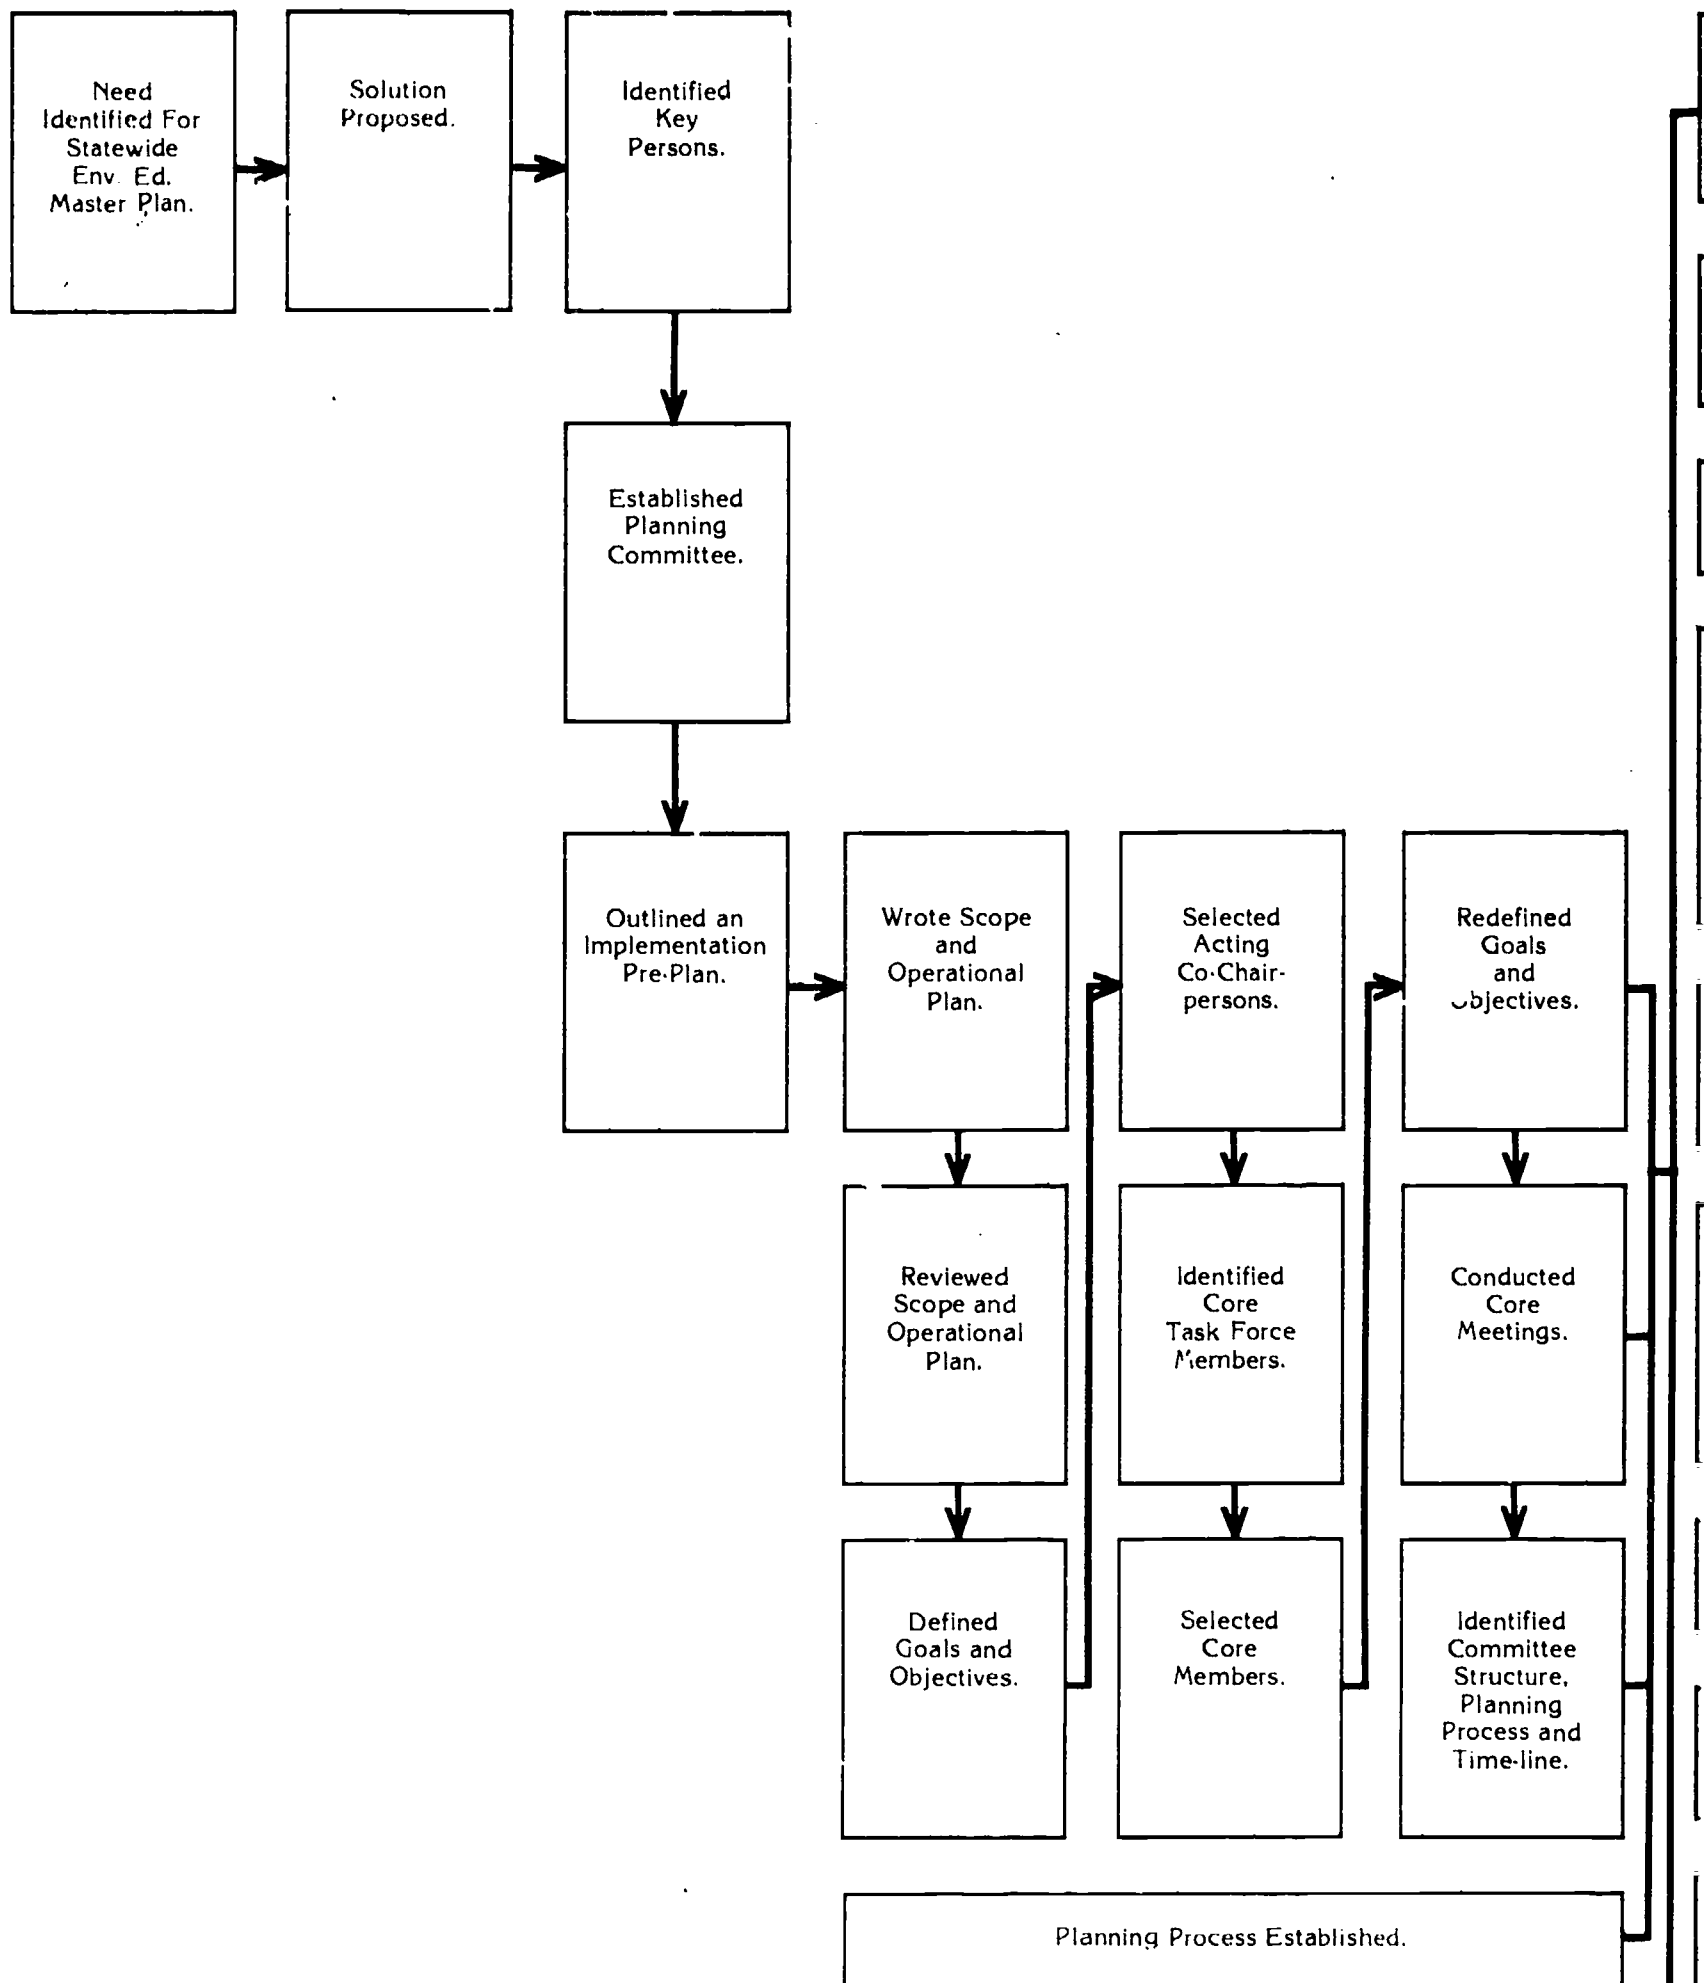 Need
Identified For
Statewide
Env. Ed.
Master Plan.
Solution
Proposed.
Identified
Key
Persons.
Established
Planning
Committee.
Outlined an
Implementation
Pre-Plan.
Wrote Scope
and
Operational
Plan.
Reviewed
Scope and
Operational
Plan.
Defined
Goals and
Objectives.
Selected
Acting
Co-Chair-
persons.
Identified
Core
Task Force
Members.
Selected
Core
Members.
Redefined
Goals
and
Objectives.
Conducted
Core
Meetings.
Identified
Committee
Structure,
Planning
Process and
Time-line.
Planning Process Established.